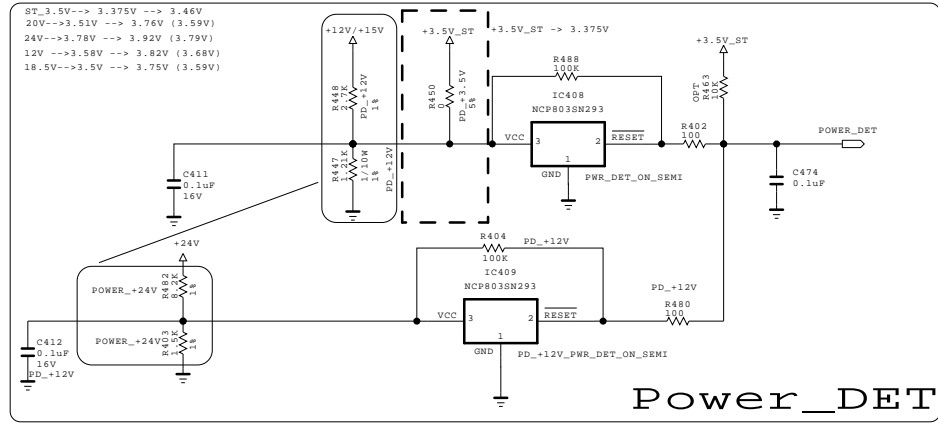 ST_3.5V--> 3.375V --> 3.46V
20V-->3.51V --> 3.76V (3.59V)
24V-->3.78V --> 3.92V (3.79V)
12V -->3.58V --> 3.82V (3.68V)
18.5V-->3.5V --> 3.75V (3.59V)
+12V/+15V
+3.5V_ST
+3.5V_ST -> 3.375V
+3.5V_ST
R448
2.7K
PD_+12V
1%
R450
0
PD_+3.5V
5%
R488
100K
IC408
NCP803SN293
OPT
R463
10K
VCC
3
2
RESET
1
GND
PWR_DET_ON_SEMI
R402
100
POWER_DET
R447
1.21K
1/10W
1%
PD_+12V
C411
0.1uF
16V
C474
0.1uF
+24V
R404
100K
PD_+12V
IC409
NCP803SN293
POWER_+24V
R482
8.2K
1%
VCC
3
2
RESET
1
GND
PD_+12V_PWR_DET_ON_SEMI
PD_+12V
R480
100
POWER_+24V
R403
1.5K
1%
C412
0.1uF
16V
PD_+12V
Power_DET